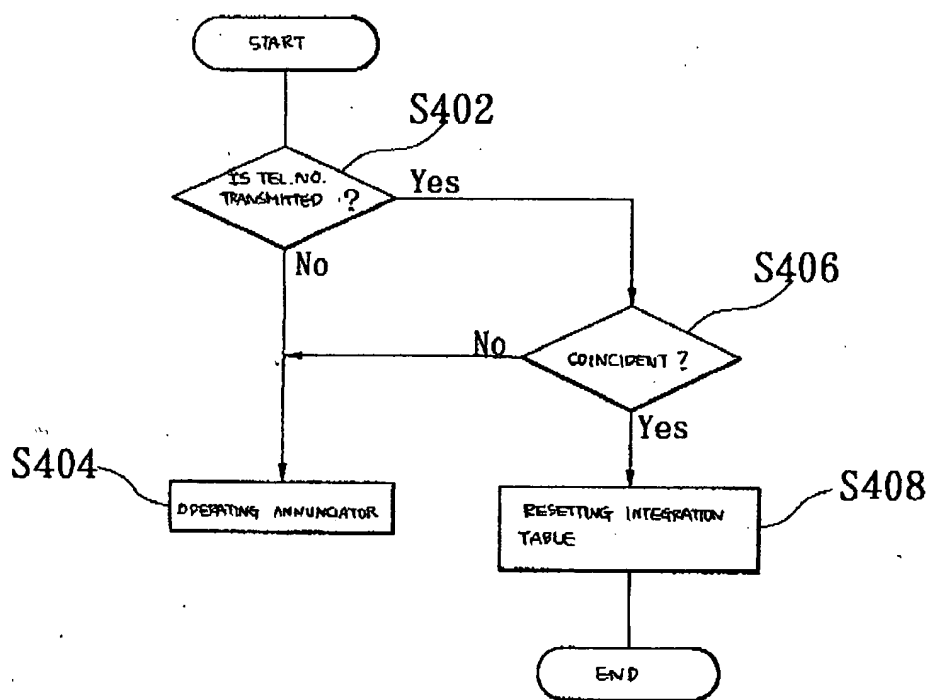 START
S402
IS TEL.NO.
TRANSMITTED ?
Yes
No
S406
No
COINCIDENT ?
Yes
S404
OPERATING ANNUNCIATOR
S408
RESETTING INTEGRATION
TABLE
END